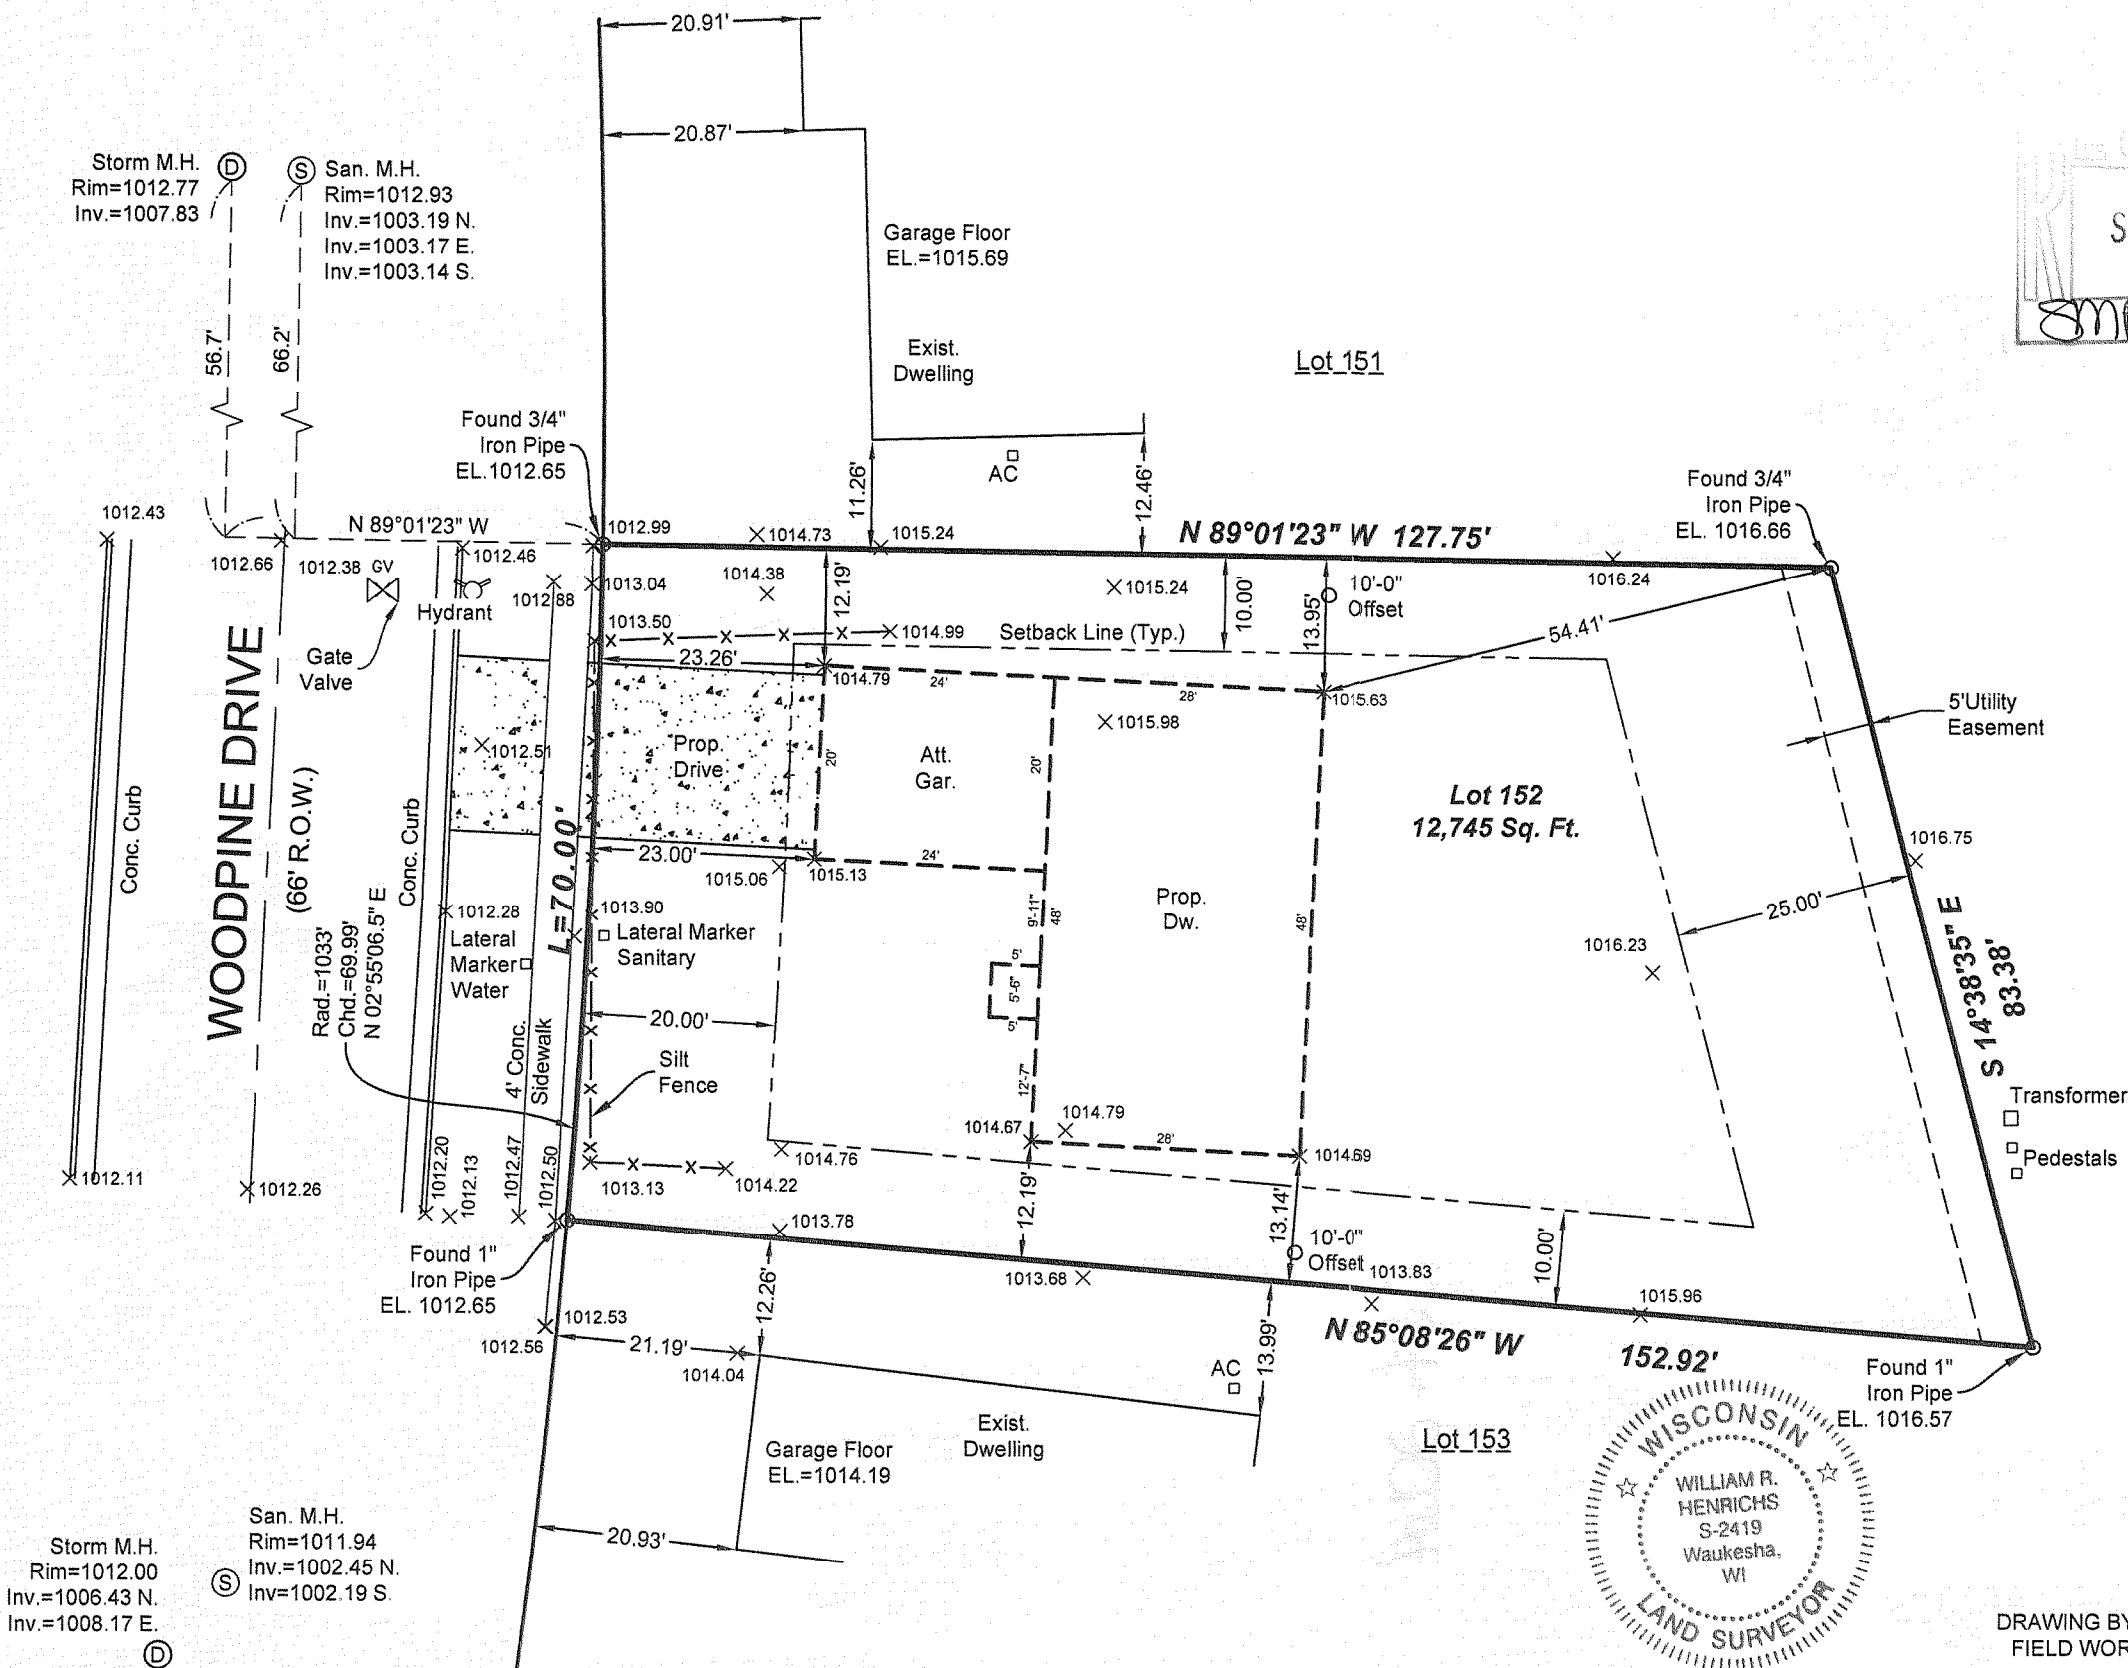 20.91'
20.87'
Storm M.H.
Rim=1012.77
Inv.=1007.83
D
S
San. M.H.
Rim=1012.93
Inv.=1003.19 N.
Inv.=1003.17 E.
Inv.=1003.14 S.
Garage Floor
EL.=1015.69
56.7'
66.2'
Exist.
Dwelling
Lot 151
Found 3/4"
Iron Pipe
EL.1012.65
AC
11.26'
12.46'
Found 3/4"
Iron Pipe
EL. 1016.66
1012.43
N 89°01'23" W
1012.99
1014.73
1015.24
N 89°01'23" W 127.75'
1012.66
1012.38
GV
1012.46
Hydrant
1012.88
1013.04
1014.38
12.19'
1015.24
10.00'
13.95'
10'-0"
Offset
1016.24
1013.50
1014.99
Setback Line (Typ.)
54.41'
Gate
Valve
23.26'
1014.79
24'
28'
1015.63
5'Utility
Easement
1015.98
1012.51
Prop.
Drive
20'
Att.
Gar.
20'
Lot 152
12,745 Sq. Ft.
WOODPINE DRIVE
(66' R.O.W.)
Conc. Curb
Conc. Curb
L=70.00'
23.00'
1015.06
1015.13
24'
1016.75
Rad.=1033'
Chd.=69.99'
N 02°55'06.5" E
1012.28
1013.90
Lateral
Marker
Water
Lateral Marker
Sanitary
9'-11"
48'
Prop.
Dw.
48'
25.00'
1016.23
S 14°38'35" E
83.38'
5'
5'-6"
5'
20.00'
4' Conc.
Sidewalk
Silt
Fence
12'-7"
Transformer
Pedestals
1014.67
1014.79
28'
1014.69
1012.11
1012.26
1012.20
1012.13
1012.47
1012.50
1013.13
1014.22
1014.76
12.19'
13.14'
10'-0"
Offset
10.00'
1013.78
Found 1"
Iron Pipe
EL. 1012.65
1013.68
1013.83
1015.96
12.26'
1012.53
1012.56
21.19'
1014.04
13.99'
N 85°08'26" W
152.92'
AC
Found 1"
Iron Pipe
EL. 1016.57
Exist.
Dwelling
Lot 153
Garage Floor
EL.=1014.19
20.93'
WISCONSIN
WILLIAM R.
HENRICHS
S-2419
Waukesha,
WI
LAND SURVEYOR
San. M.H.
Rim=1011.94
Inv.=1002.45 N.
Inv=1002.19 S.
S
Storm M.H.
Rim=1012.00
Inv.=1006.43 N.
Inv.=1008.17 E.
D
DRAWING BY
FIELD WOR